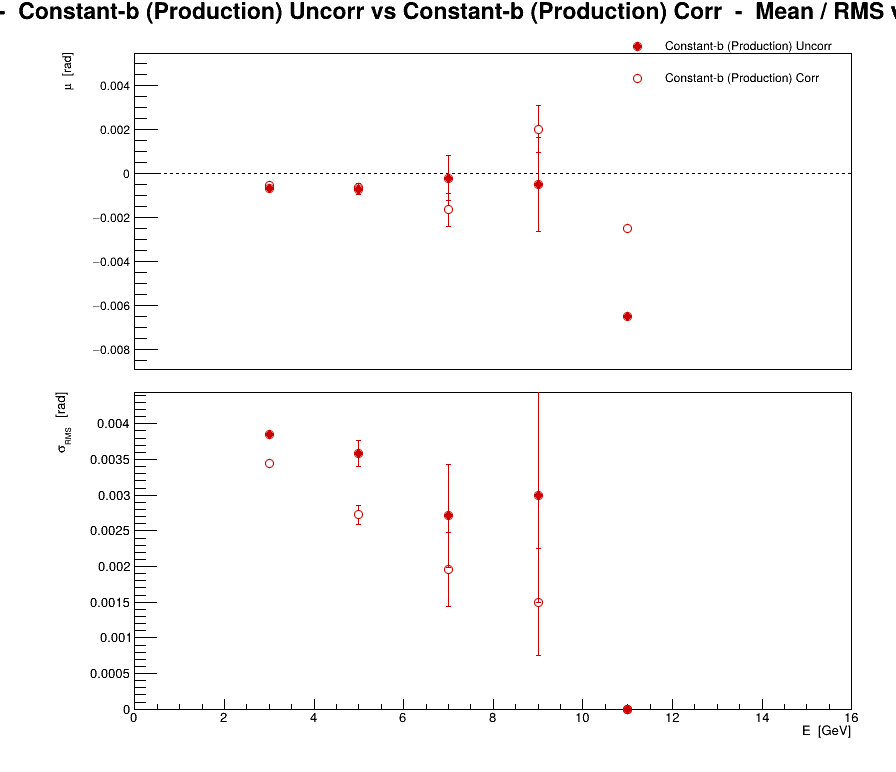 - Constant-b (Production) Uncorr vs Constant-b (Production) Corr - Mean / RMS
Constant-b (Production) Uncorr
Constant-b (Production) Corr
μ [rad]
0.004
0.002
0
−0.002
−0.004
−0.006
−0.008
σRMS [rad]
0.004
0.0035
0.003
0.0025
0.002
0.0015
0.001
0.0005
0
0 2 4 6 8 10 12 14 16
E [GeV]